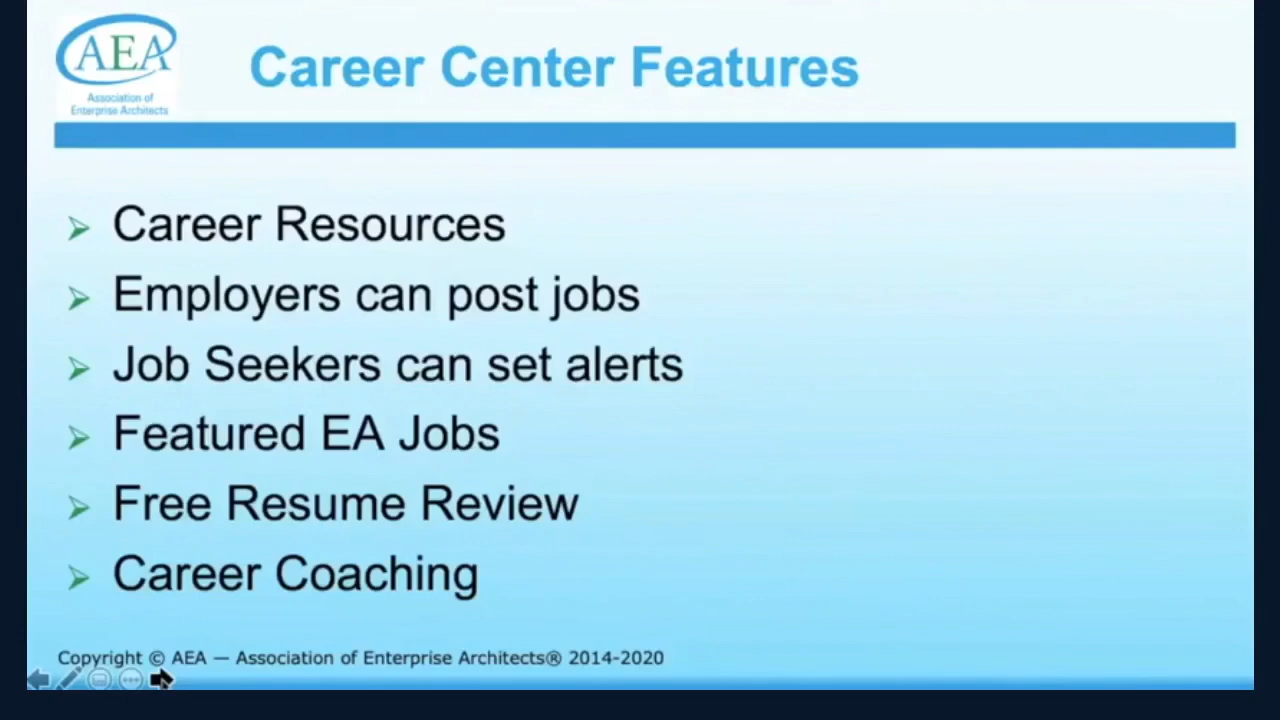 AEA
Association of
Enterprise Architects
Career Center Features
Career Resources
Employers can post jobs
Job Seekers can set alerts
Featured EA Jobs
Free Resume Review
Career Coaching
Copyright © AEA — Association of Enterprise Architects® 2014-2020